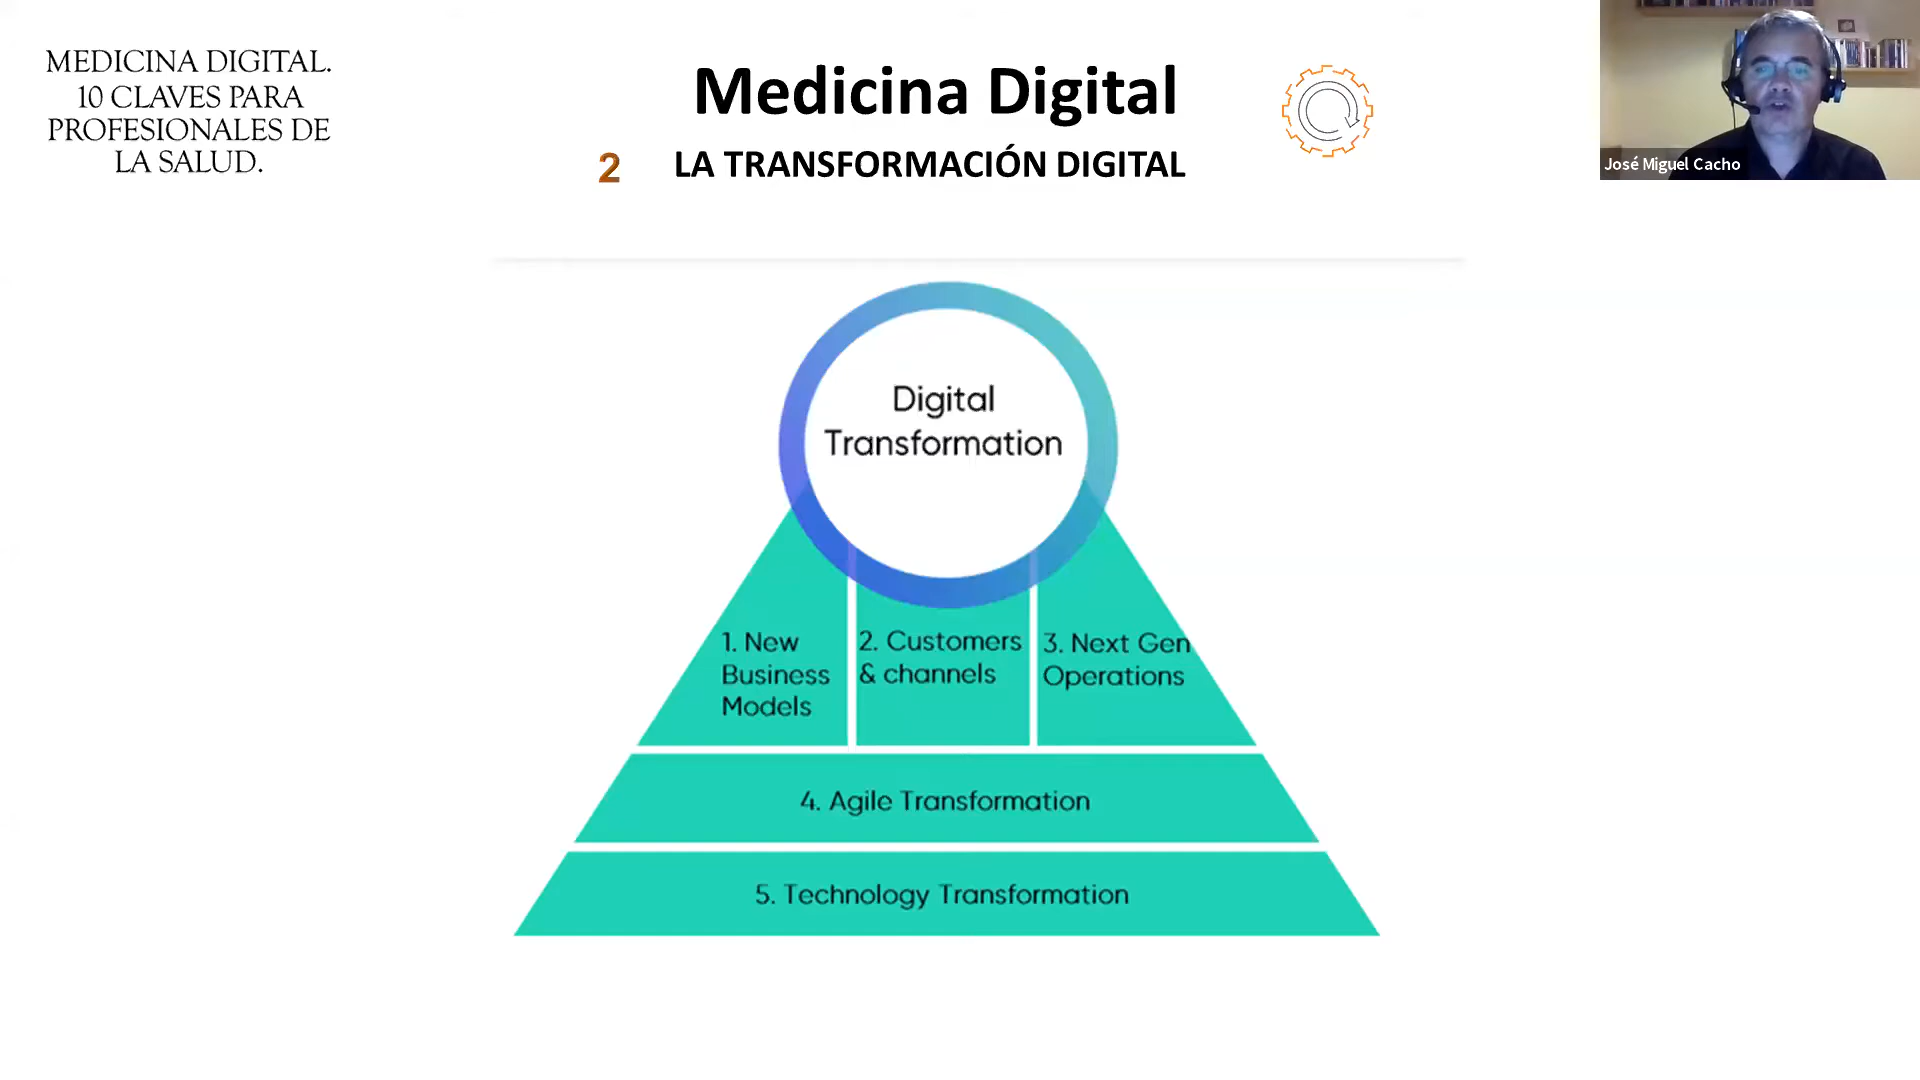 MEDICINA DIGITAL.
10 CLAVES PARA
PROFESIONALES DE
LA SALUD.
Medicina Digital
2 LA TRANSFORMACIÓN DIGITAL
José Miguel Cacho
Digital
Transformation
1. New
Business
Models
2. Customers
& channels
3. Next Gen
Operations
4. Agile Transformation
5. Technology Transformation